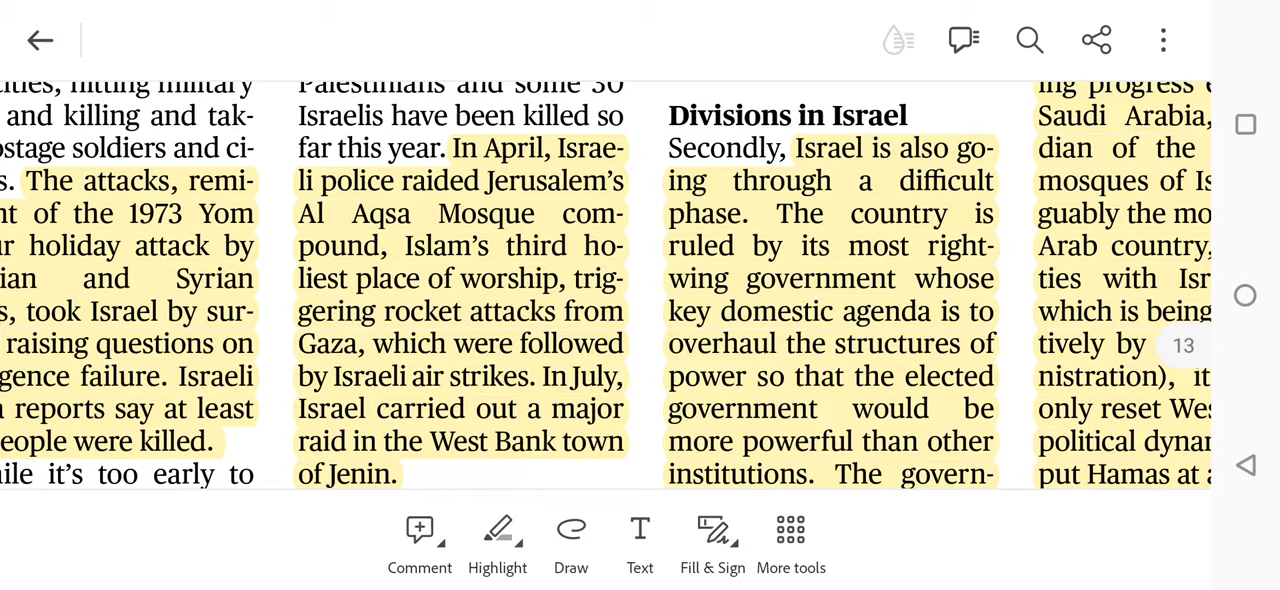 and killing and tak-
ostage soldiers and ci-
s. The attacks, remi-
nt of the 1973 Yom
ur holiday attack by
ian and Syrian
s, took Israel by sur-
raising questions on
gence failure. Israeli
reports say at least
eople were killed.
ile it's too early to
Palestinians and some 30
Israelis have been killed so
far this year. In April, Israe-
li police raided Jerusalem's
Al Aqsa Mosque com-
pound, Islam's third ho-
liest place of worship, trig-
gering rocket attacks from
Gaza, which were followed
by Israeli air strikes. In July,
Israel carried out a major
raid in the West Bank town
of Jenin.
Divisions in Israel
Secondly, Israel is also go-
ing through a difficult
phase. The country is
ruled by its most right-
wing government whose
key domestic agenda is to
overhaul the structures of
power so that the elected
government would be
more powerful than other
institutions. The govern-
ing progress
Saudi Arabia,
dian of the
mosques of Is
guably the mo
Arab country,
ties with Isr
which is being
tively by
13
nistration), it
only reset Wes
political dynam
put Hamas at a
Comment
Highlight
Draw
Text
Fill & Sign
More tools